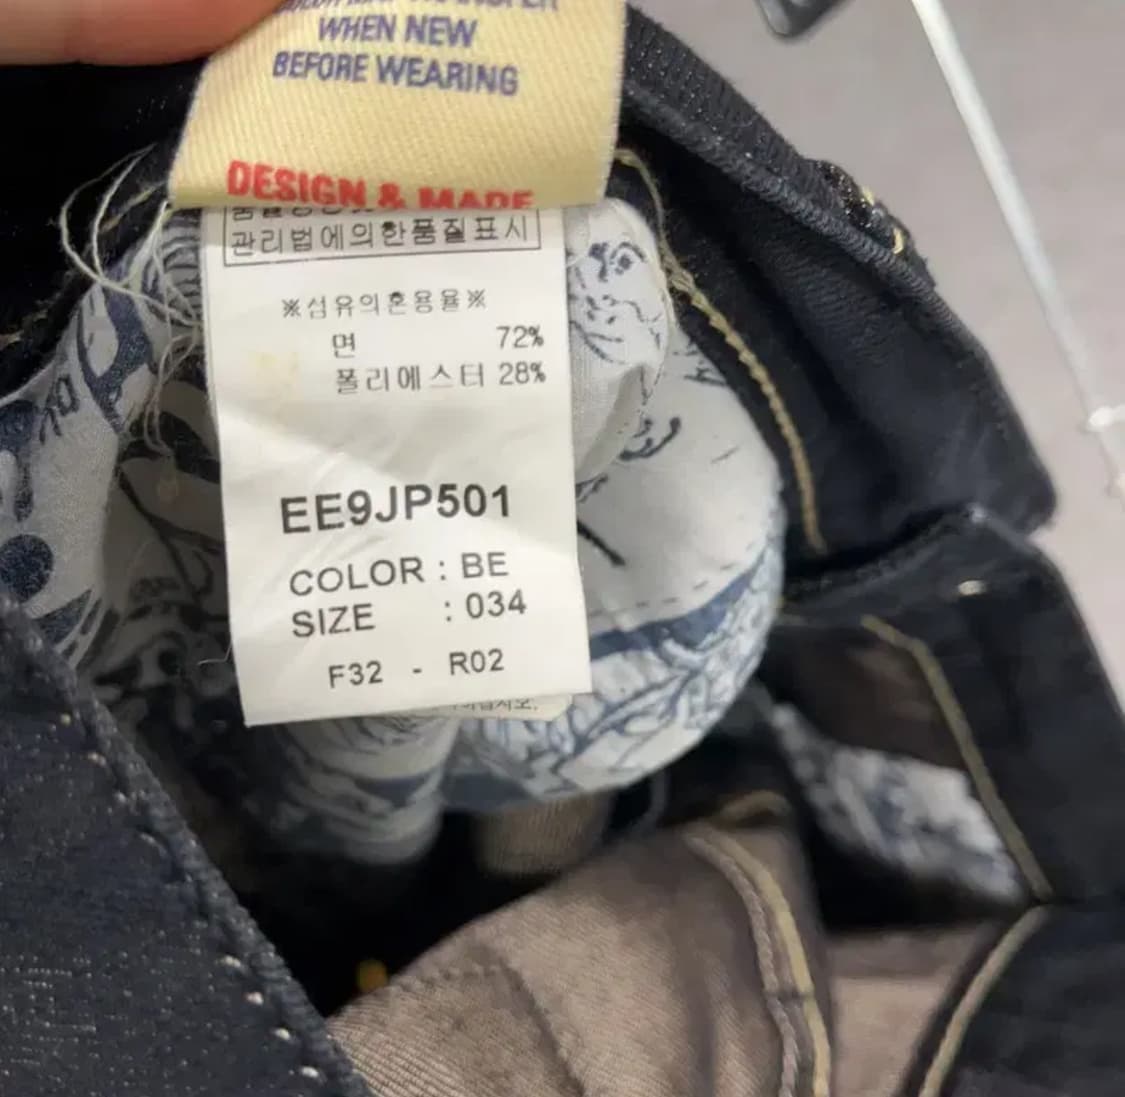 TRANSFER
WHEN NEW
BEFORE WEARING
DESIGN & MADE
관리법에의한품질표시
※섬유의혼용율※
면 72%
폴리에스터 28%
EE9JP501
COLOR : BE
SIZE : 034
F32 - R02